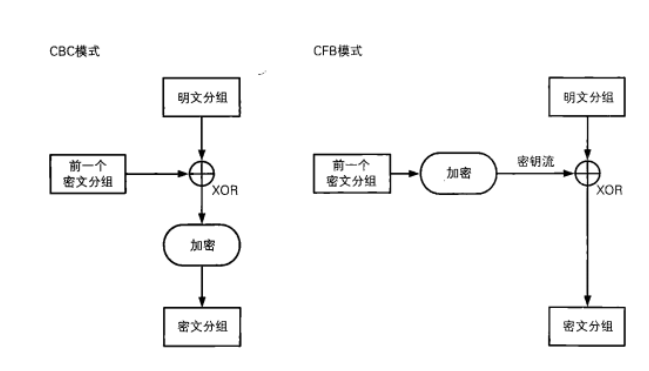 CBC模式
明文分组
前一个
密文分组
XOR
加密
密文分组
CFB模式
明文分组
前一个
密文分组
加密
密钥流
XOR
密文分组